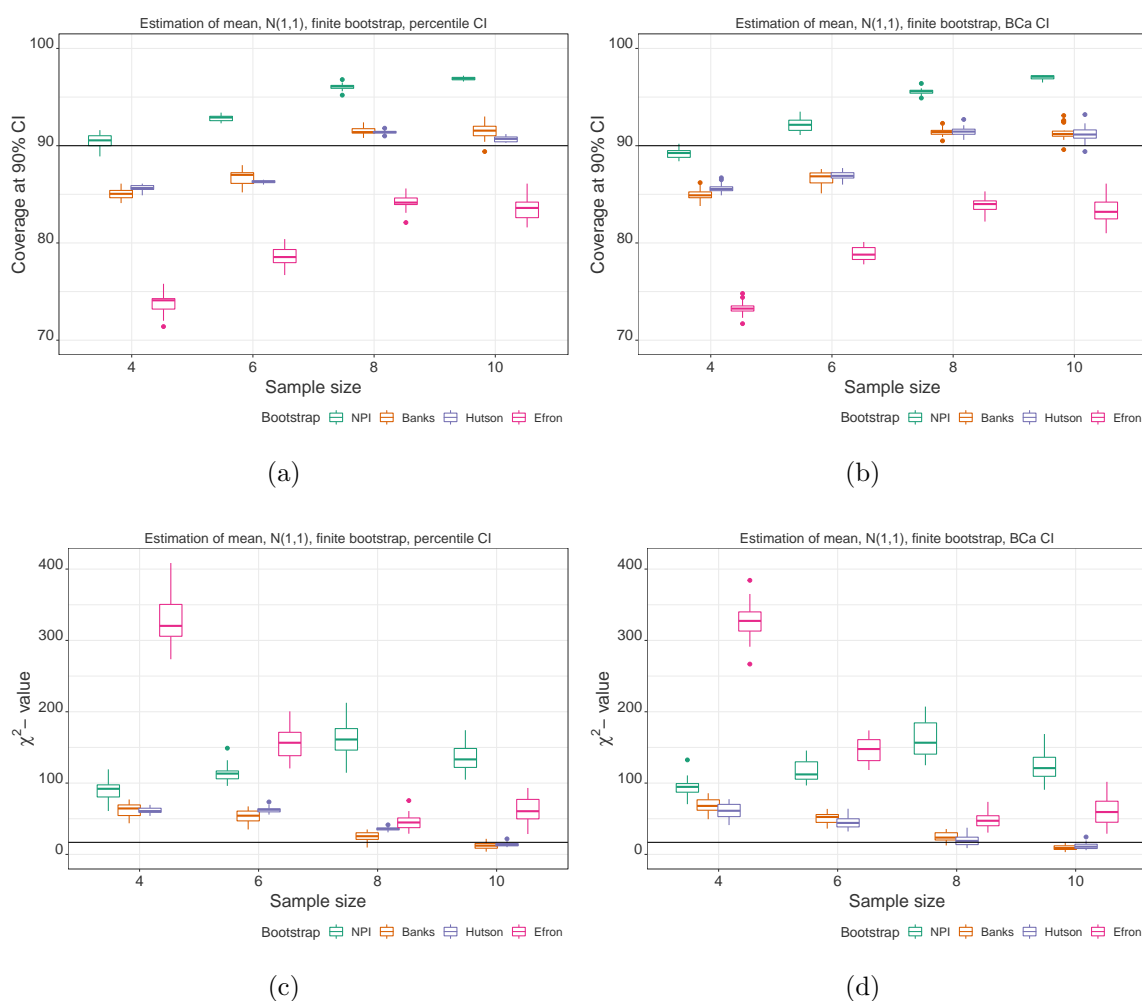 Estimation of mean, N(1,1), finite bootstrap, percentile CI
100
90
80
70
Coverage at 90% CI
4 6 8 10
Sample size
Bootstrap NPI Banks Hutson Efron
(a)
Estimation of mean, N(1,1), finite bootstrap, BCa CI
100
90
80
70
Coverage at 90% CI
4 6 8 10
Sample size
Bootstrap NPI Banks Hutson Efron
(b)
Estimation of mean, N(1,1), finite bootstrap, percentile CI
400
300
200
100
0
χ²− value
4 6 8 10
Sample size
Bootstrap NPI Banks Hutson Efron
(c)
Estimation of mean, N(1,1), finite bootstrap, BCa CI
400
300
200
100
0
χ²− value
4 6 8 10
Sample size
Bootstrap NPI Banks Hutson Efron
(d)